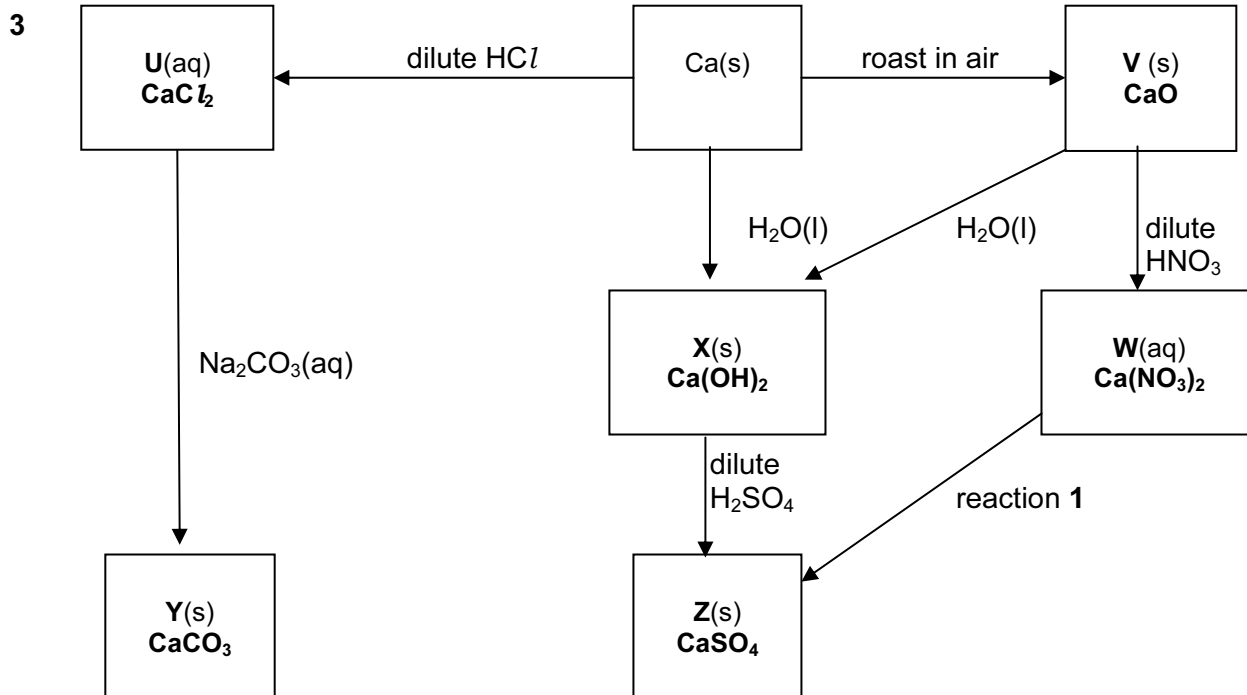 3
U(aq)
CaCl₂
dilute HCl
Ca(s)
roast in air
V (s)
CaO
H₂O(l)
H₂O(l)
dilute
HNO₃
Na₂CO₃(aq)
X(s)
Ca(OH)₂
W(aq)
Ca(NO₃)₂
dilute
H₂SO₄
reaction 1
Y(s)
CaCO₃
Z(s)
CaSO₄